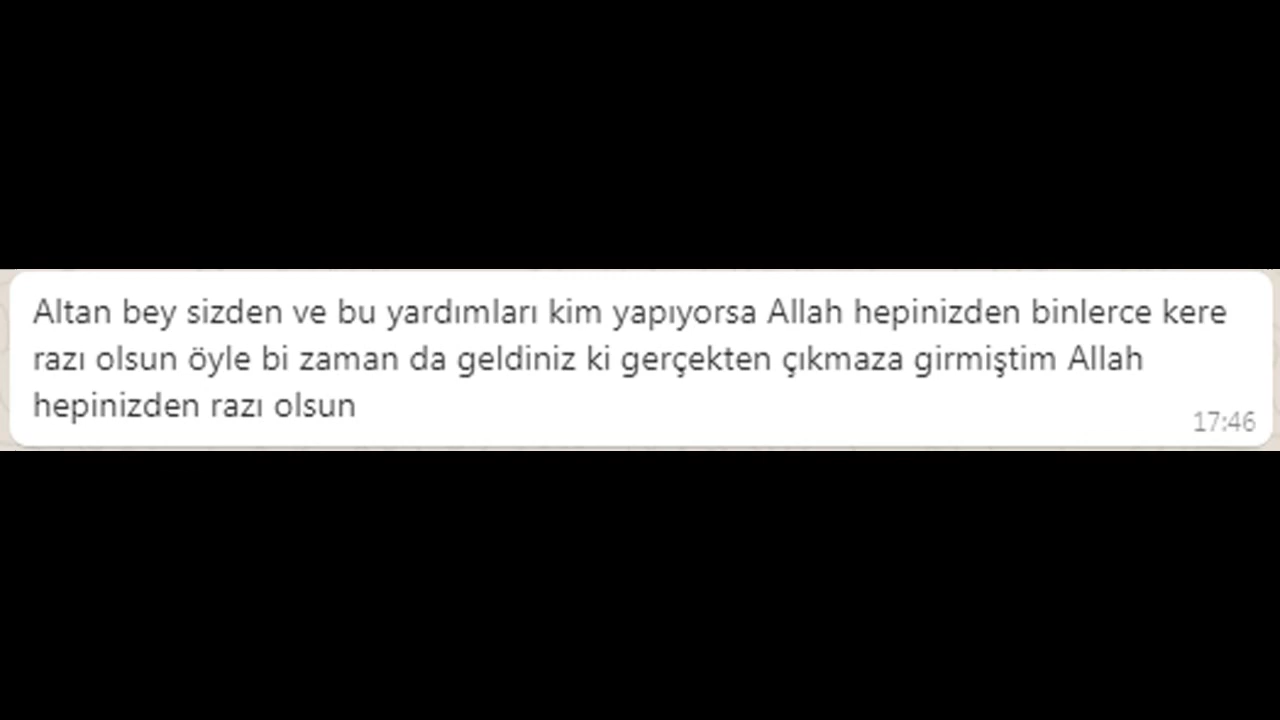 Altan bey sizden ve bu yardımları kim yapıyorsa Allah hepinizden binlerce kere
razı olsun öyle bi zaman da geldiniz ki gerçekten çıkmaza girmiştim Allah
hepinizden razı olsun
17:46